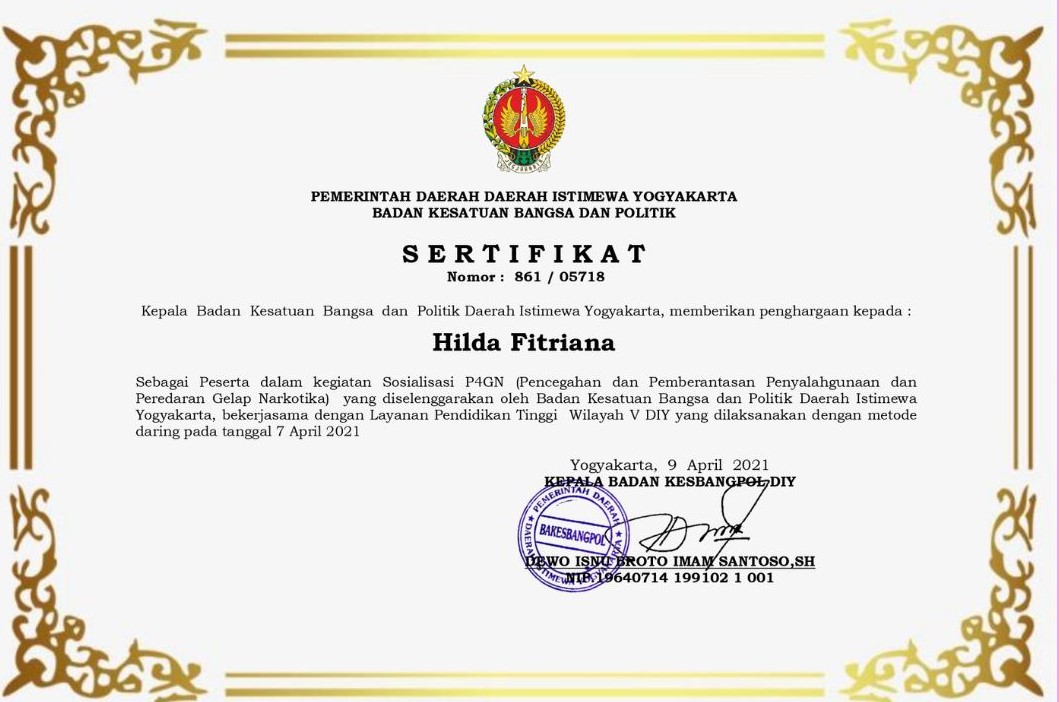 JOGJAKARTA
PEMERINTAH DAERAH DAERAH ISTIMEWA YOGYAKARTA
BADAN KESATUAN BANGSA DAN POLITIK
SERTIFIKAT
Nomor : 861 / 05718
Kepala Badan Kesatuan Bangsa dan Politik Daerah Istimewa Yogyakarta, memberikan penghargaan kepada :
Hilda Fitriana
Sebagai Peserta dalam kegiatan Sosialisasi P4GN (Pencegahan dan Pemberantasan Penyalahgunaan dan
Peredaran Gelap Narkotika) yang diselenggarakan oleh Badan Kesatuan Bangsa dan Politik Daerah Istimewa
Yogyakarta, bekerjasama dengan Layanan Pendidikan Tinggi Wilayah V DIY yang dilaksanakan dengan metode
daring pada tanggal 7 April 2021
Yogyakarta, 9 April 2021
KEPALA BADAN KESBANGPOL DIY
PEMERINTAH DAERAH
BAKESBANGPOL
DAERAH ISTIMEWA YOGYAKARTA
DEWO ISNU BROTO IMAM SANTOSO,SH
NIP.19640714 199102 1 001